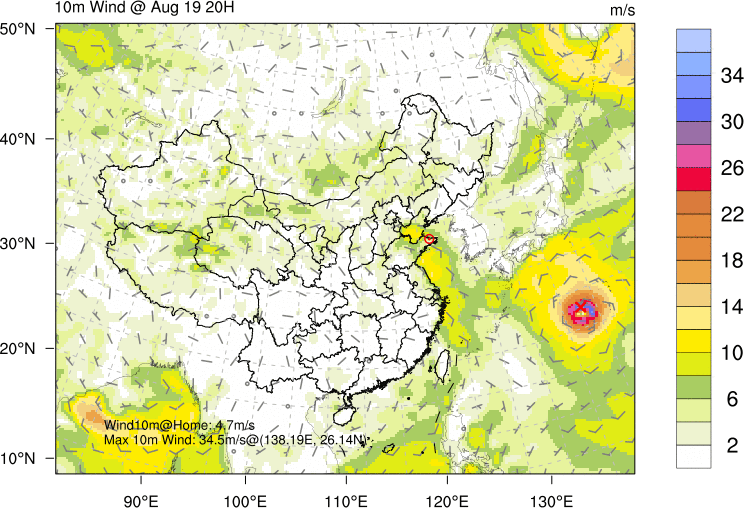 10m Wind @ Aug 19 20H
m/s
50°N
40°N
30°N
20°N
10°N
90°E
100°E
110°E
120°E
130°E
Wind10m@Home: 4.7m/s
Max 10m Wind: 34.5m/s@(138.19E, 26.14N)
34
30
26
22
18
14
10
6
2